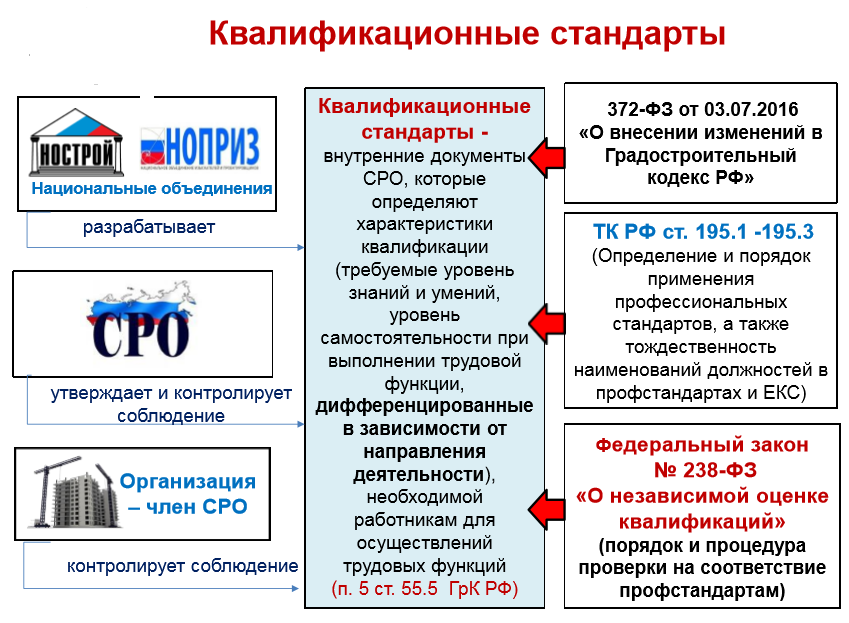 Квалификационные стандарты
НОСТРОЙ
НОПРИЗ
Национальные объединения
разрабатывает
СРО
утверждает и контролирует
соблюдение
Организация
– член СРО
контролирует соблюдение
Квалификационные
стандарты -
внутренние документы
СРО, которые
определяют
характеристики
квалификации
(требуемые уровень
знаний и умений,
уровень
самостоятельности при
выполнении трудовой
функции,
дифференцированные
в зависимости от
направления
деятельности),
необходимой
работникам для
осуществлений
трудовых функций
(п. 5 ст. 55.5 ГрК РФ)
372-ФЗ от 03.07.2016
«О внесении изменений в
Градостроительный
кодекс РФ»
ТК РФ ст. 195.1 -195.3
(Определение и порядок
применения
профессиональных
стандартов, а также
тождественность
наименований должностей в
профстандартах и ЕКС)
Федеральный закон
№ 238-ФЗ
«О независимой оценке
квалификаций»
(порядок и процедура
проверки на соответствие
профстандартам)